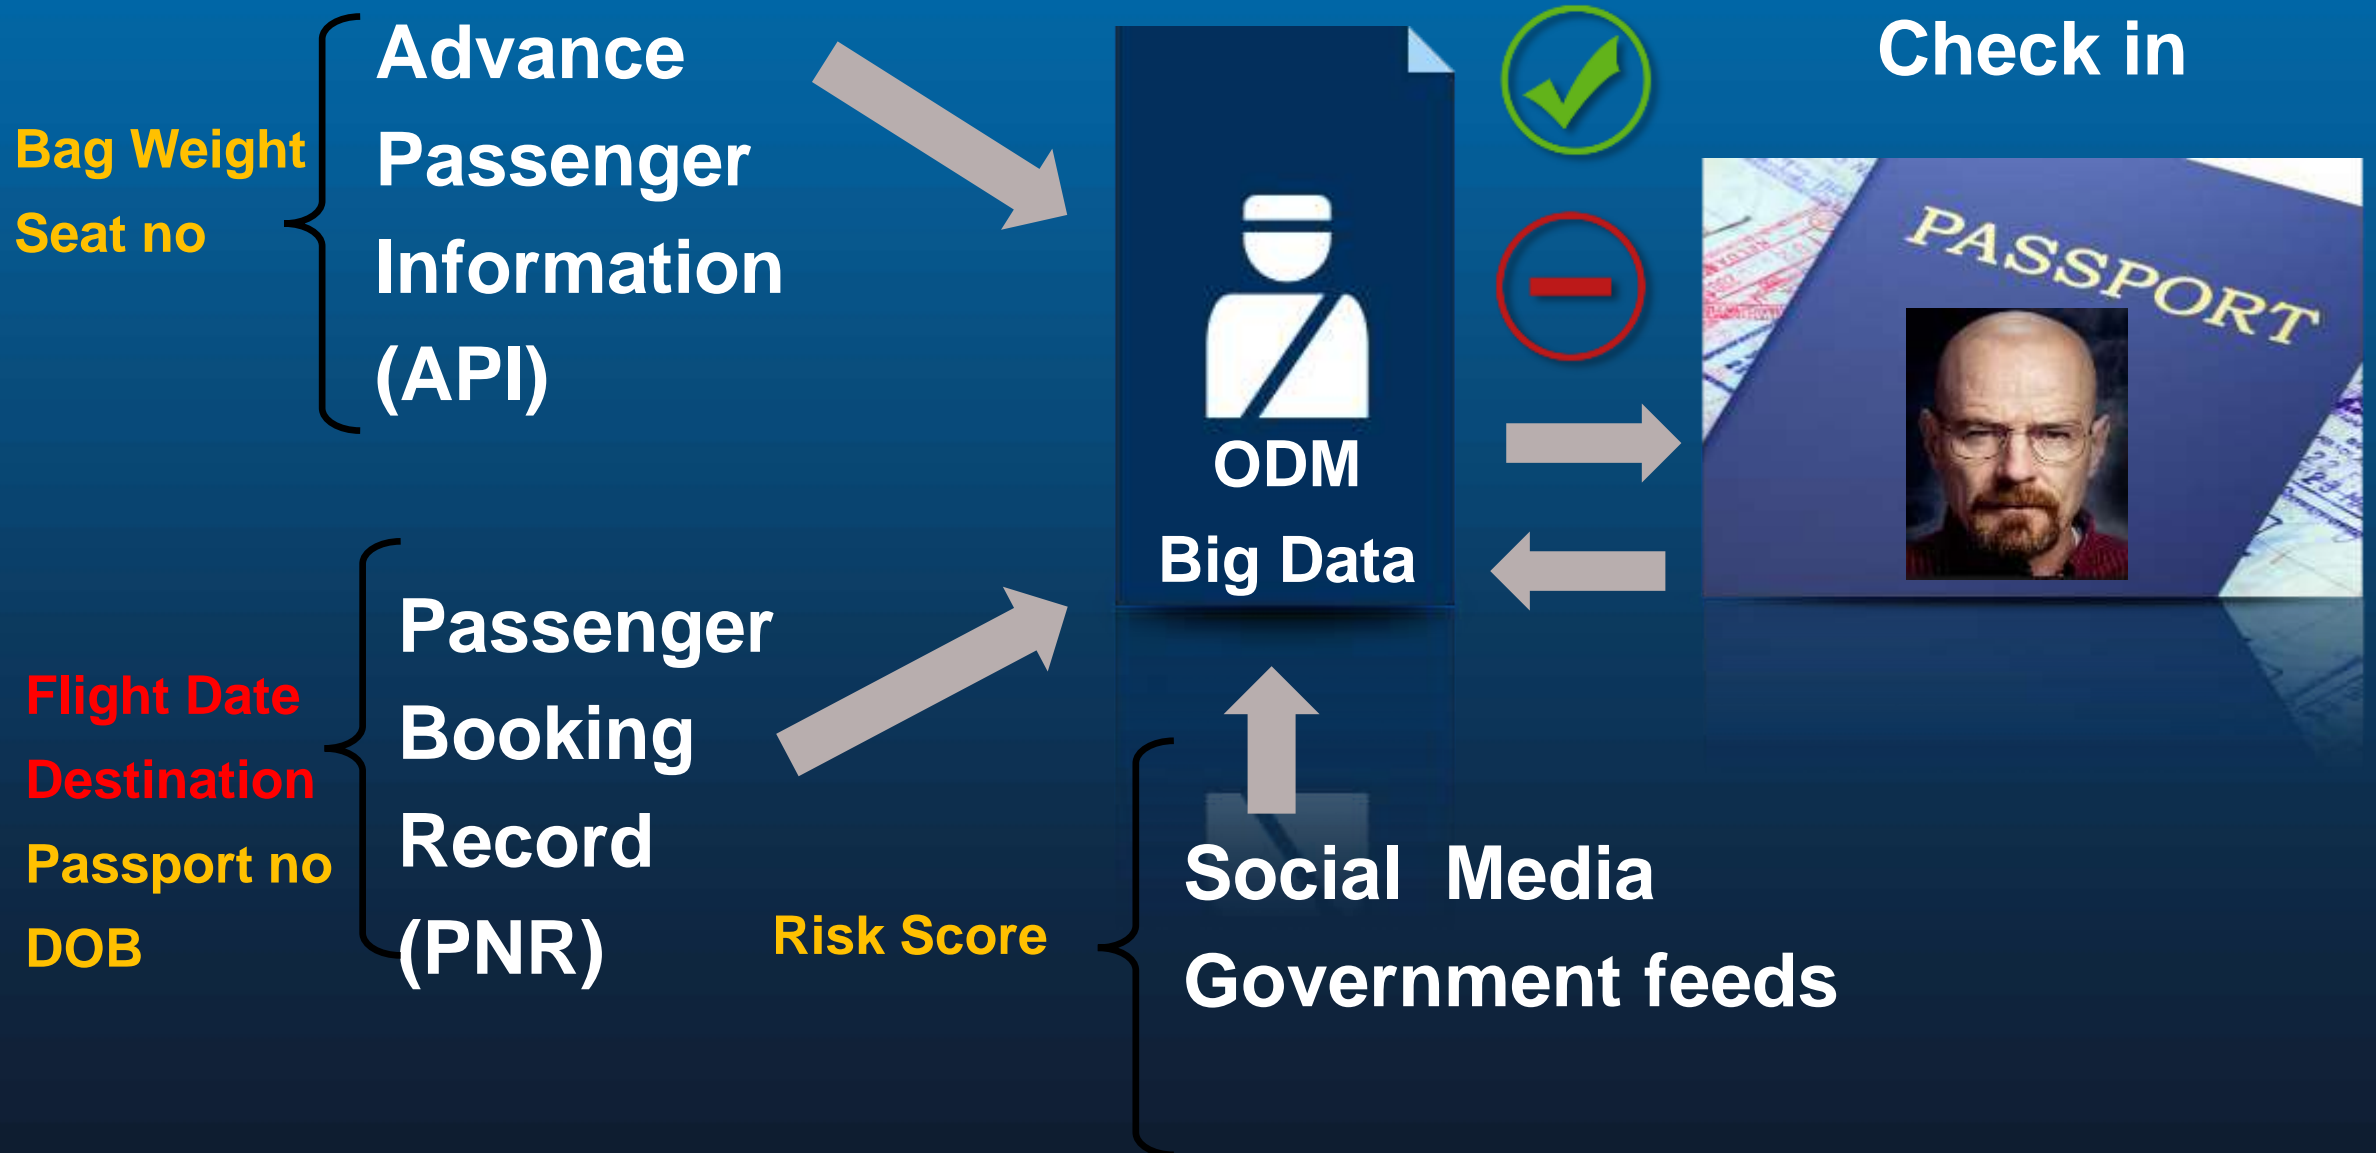 Advance
Passenger
Information
(API)
Bag Weight
Seat no
ODM
Big Data
Check in
PASSPORT
Passenger
Booking
Record
(PNR)
Flight Date
Destination
Passport no
DOB
Risk Score
Social  Media
Government feeds